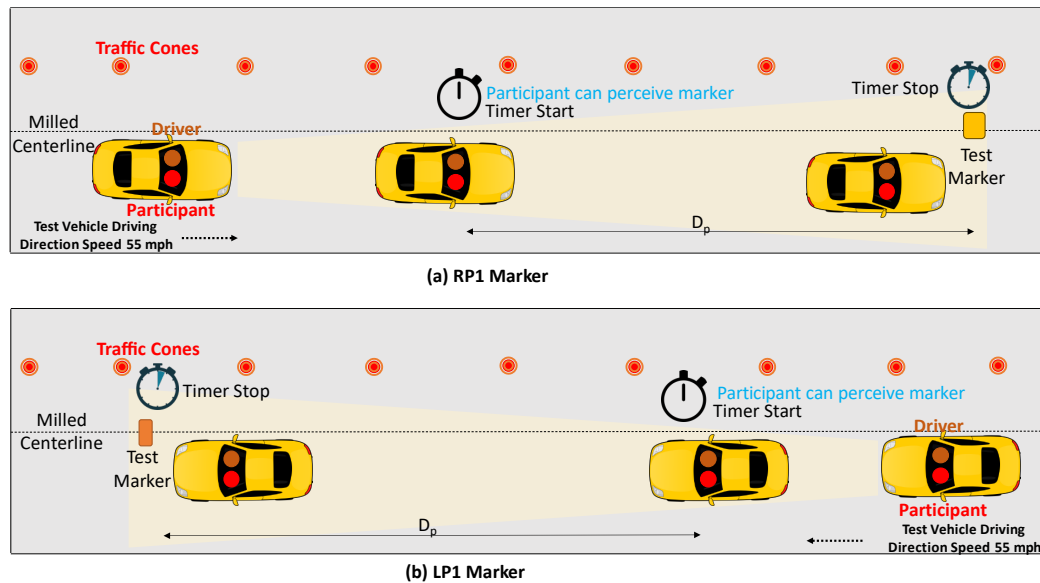 Traffic Cones
Participant can perceive marker
Timer Start
Timer Stop
Milled
Centerline
Driver
Test
Marker
Participant
Test Vehicle Driving
Direction Speed 55 mph
Dp
(a) RP1 Marker
Traffic Cones
Timer Stop
Participant can perceive marker
Timer Start
Milled
Centerline
Driver
Test
Marker
Participant
Dp
Test Vehicle Driving
Direction Speed 55 mph
(b) LP1 Marker